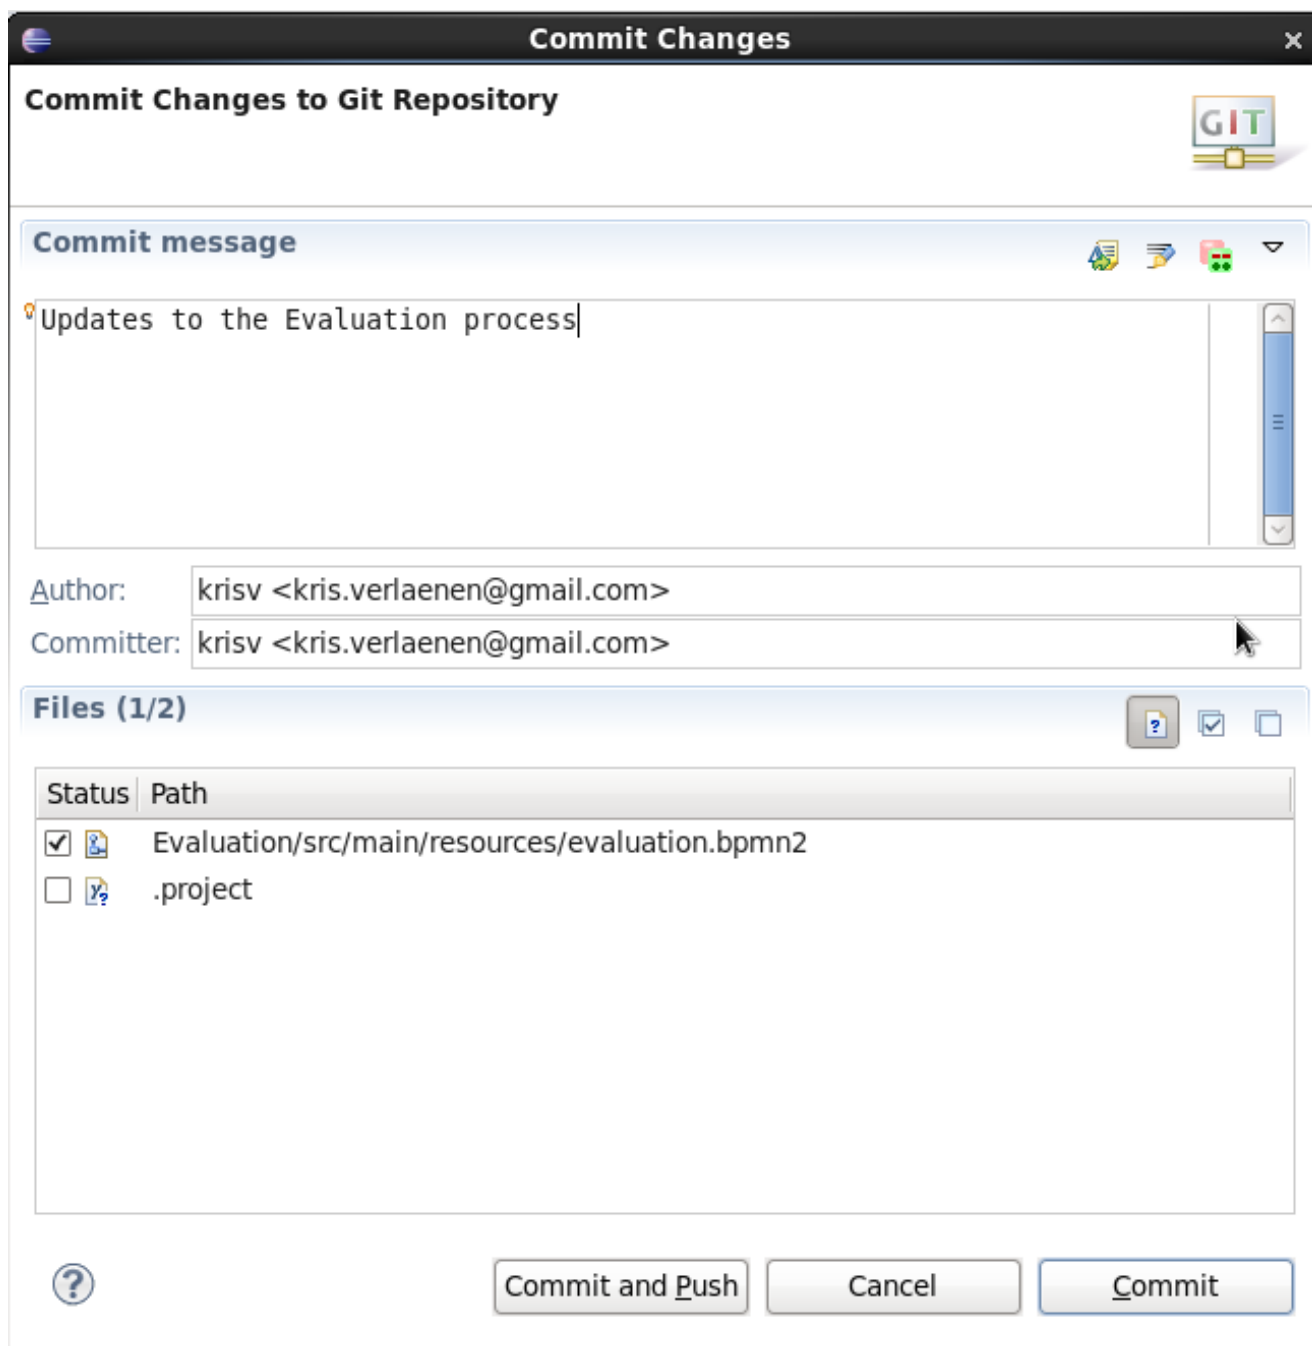 Commit Changes
Commit Changes to Git Repository
GIT
Commit message
Updates to the Evaluation process
Author: krisv <kris.verlaenen@gmail.com>
Committer: krisv <kris.verlaenen@gmail.com>
Files (1/2)
Status Path
Evaluation/src/main/resources/evaluation.bpmn2
.project
Commit and Push Cancel Commit